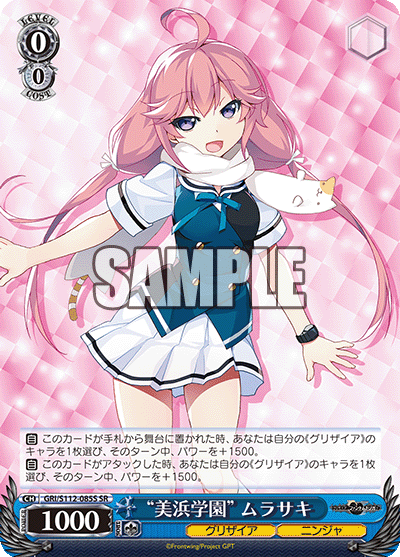 LEVEL
0
0
COST
SAMPLE
自 このカードが手札から舞台に置かれた時、あなたは自分の《グリザイア》の
キャラを1枚選び、そのターン中、パワーを+1500。
自 このカードがアタックした時、あなたは自分の《グリザイア》のキャラを1枚
選び、そのターン中、パワーを+1500。
CH GRI/S112-085S SR
"美浜学園" ムラサキ
1000
グリザイア
ニンジャ
©Frontwing/Project GPT